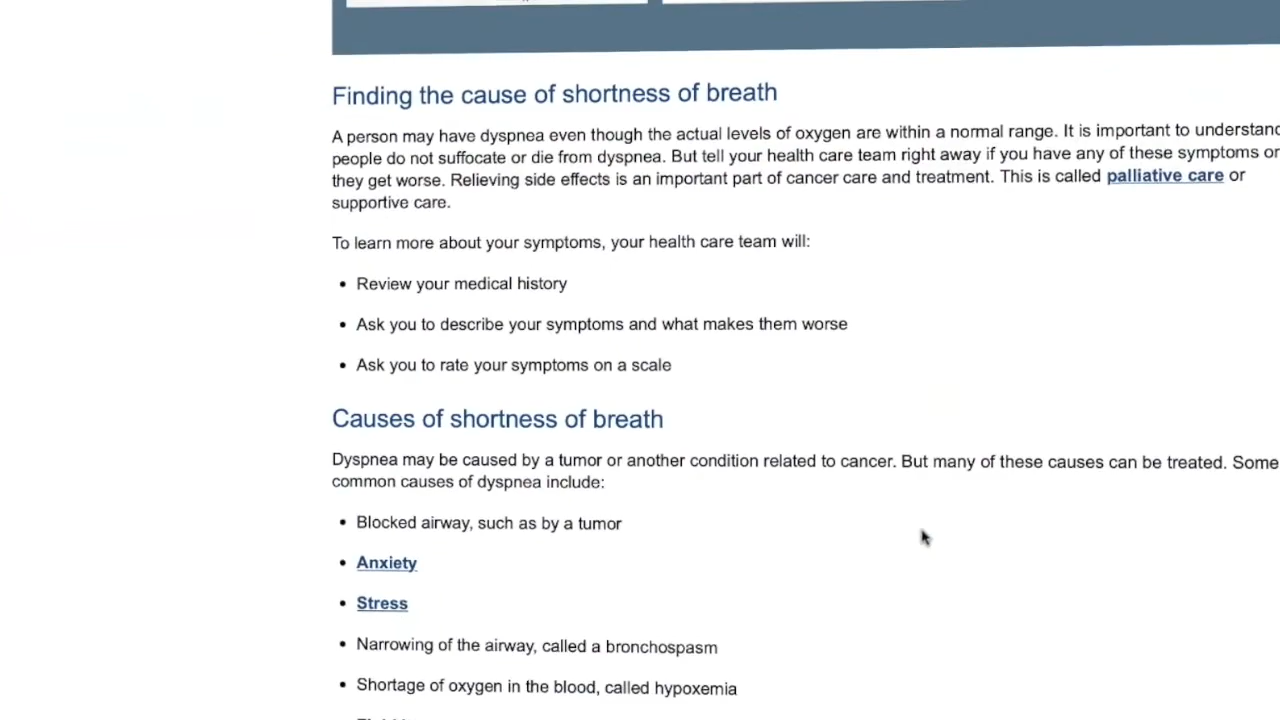 Finding the cause of shortness of breath
A person may have dyspnea even though the actual levels of oxygen are within a normal range. It is important to understand
people do not suffocate or die from dyspnea. But tell your health care team right away if you have any of these symptoms or
they get worse. Relieving side effects is an important part of cancer care and treatment. This is called palliative care or
supportive care.
To learn more about your symptoms, your health care team will:
• Review your medical history
• Ask you to describe your symptoms and what makes them worse
• Ask you to rate your symptoms on a scale
Causes of shortness of breath
Dyspnea may be caused by a tumor or another condition related to cancer. But many of these causes can be treated. Some
common causes of dyspnea include:
• Blocked airway, such as by a tumor
• Anxiety
• Stress
• Narrowing of the airway, called a bronchospasm
• Shortage of oxygen in the blood, called hypoxemia